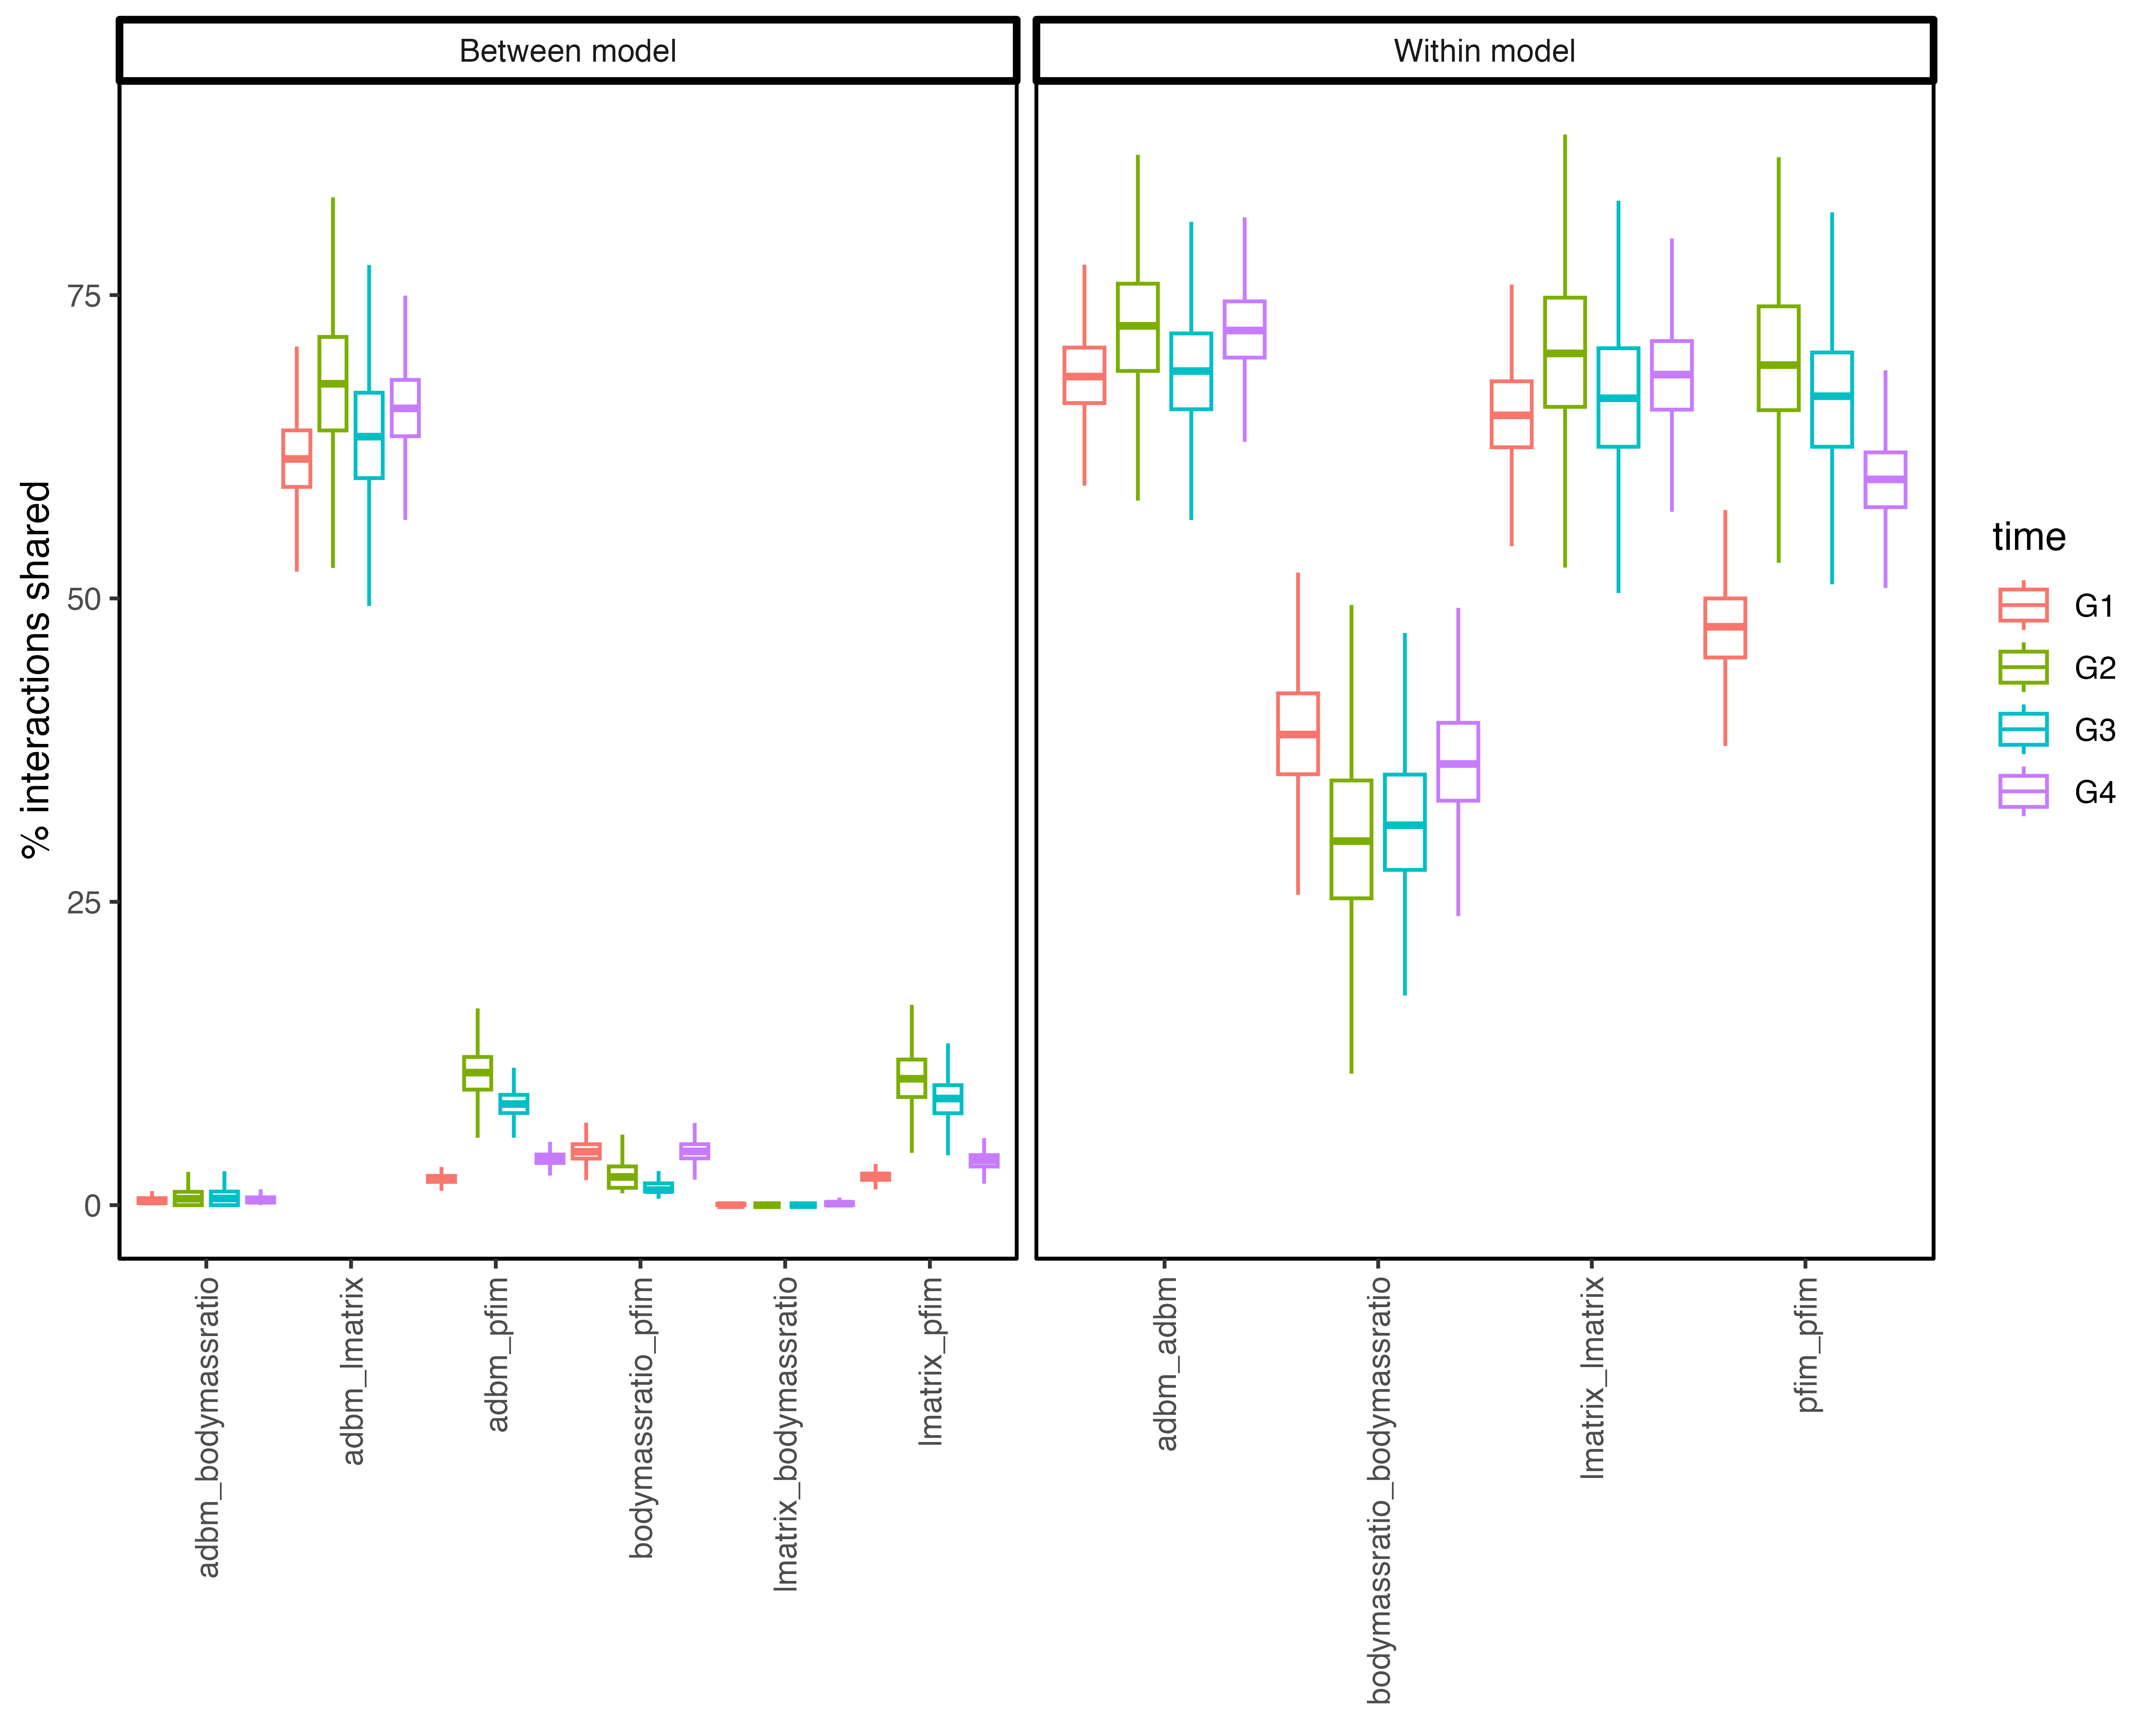 Between model
Within model
% interactions shared
75
50
25
0
adbm_bodymassratio
adbm_lmatrix
adbm_pfim
bodymassratio_pfim
lmatrix_bodymassratio
lmatrix_pfim
adbm_adbm
bodymassratio_bodymassratio
lmatrix_lmatrix
pfim_pfim
time
G1
G2
G3
G4